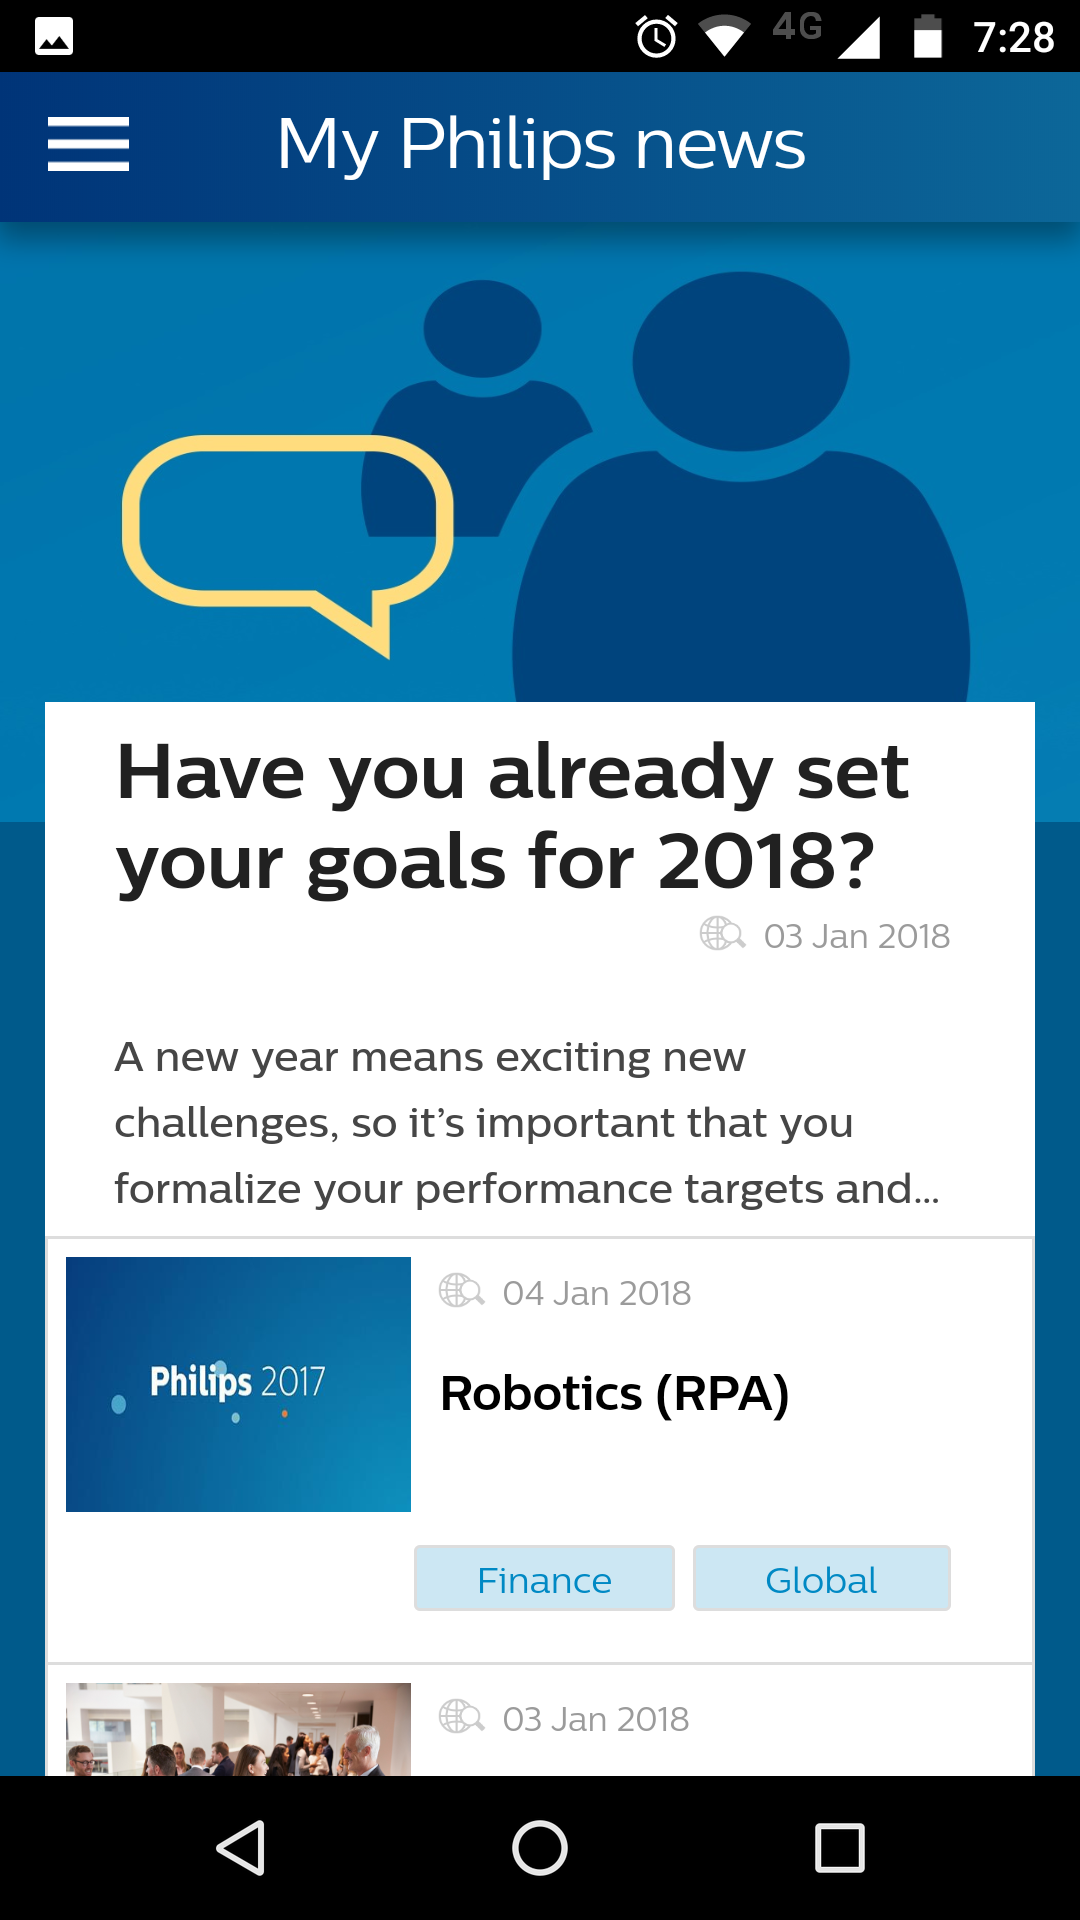 4G 7:28
My Philips news
Have you already set
your goals for 2018?
03 Jan 2018
A new year means exciting new
challenges, so it’s important that you
formalize your performance targets and...
04 Jan 2018
Philips 2017
Robotics (RPA)
Finance Global
03 Jan 2018